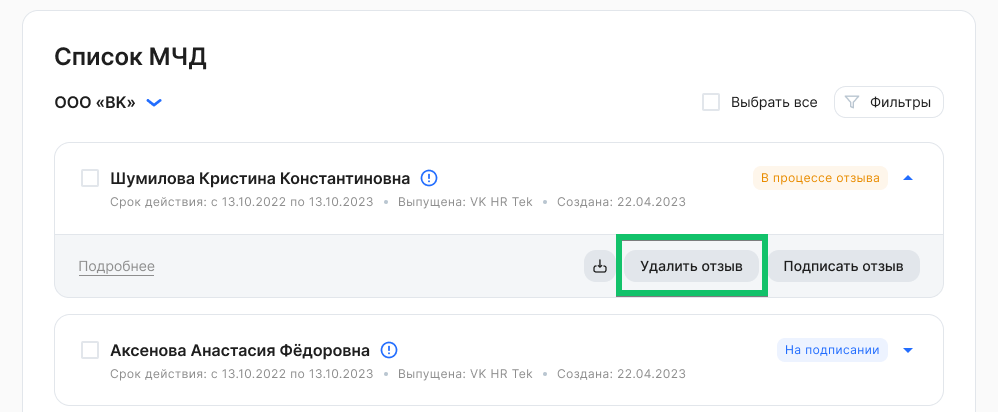 Список МЧД
ООО «ВК»
Выбрать все
Фильтры
Шумилова Кристина Константиновна
В процессе отзыва
Срок действия: с 13.10.2022 по 13.10.2023 • Выпущена: VK HR Tek • Создана: 22.04.2023
Подробнее
Удалить отзыв
Подписать отзыв
Аксенова Анастасия Фёдоровна
На подписании
Срок действия: с 13.10.2022 по 13.10.2023 • Выпущена: VK HR Tek • Создана: 22.04.2023